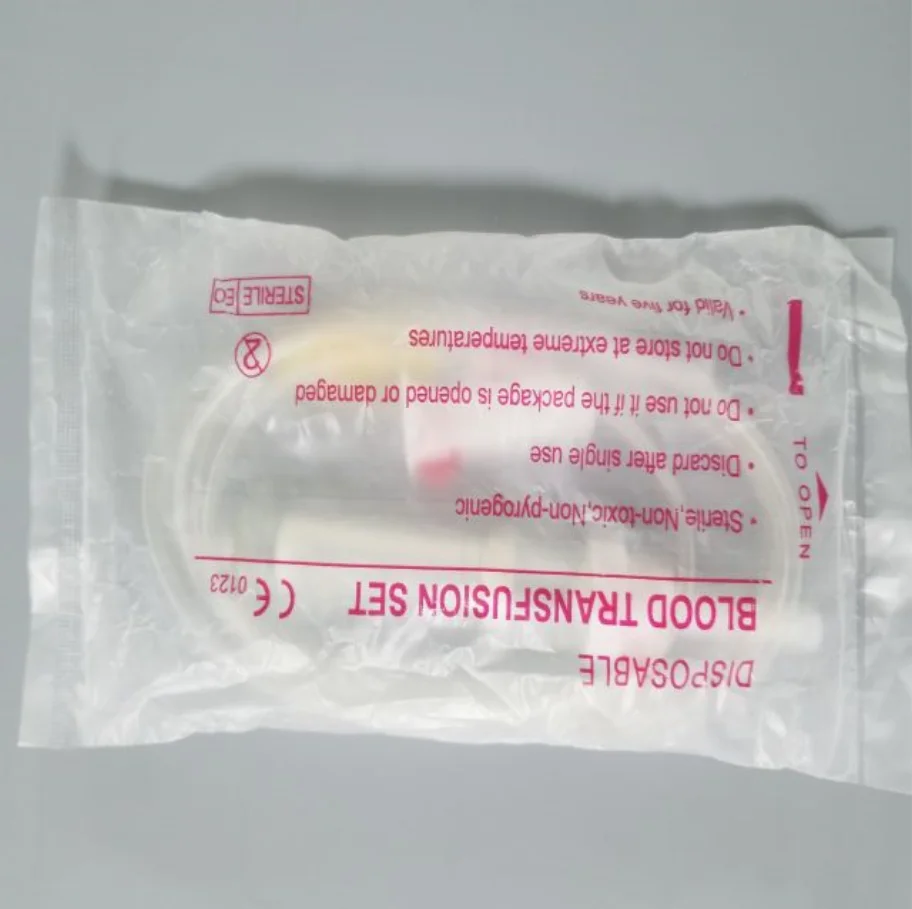 DISPOSABLE
BLOOD TRANSFUSION SET CE 0123
• Sterile,Non-toxic,Non-pyrogenic
• Discard after single use
• Do not use it if the package is opened or damaged
• Do not store at extreme temperatures
• Valid for five years
2
STERILE EO
TO OPEN